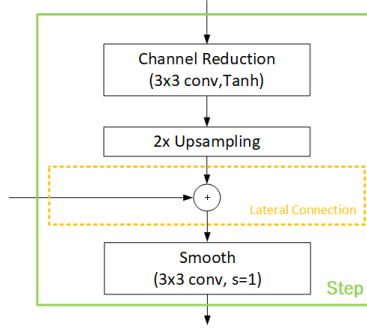 Channel Reduction
(3x3 conv,Tanh)
2x Upsampling
+
Lateral Connection
Smooth
(3x3 conv, s=1)
Step